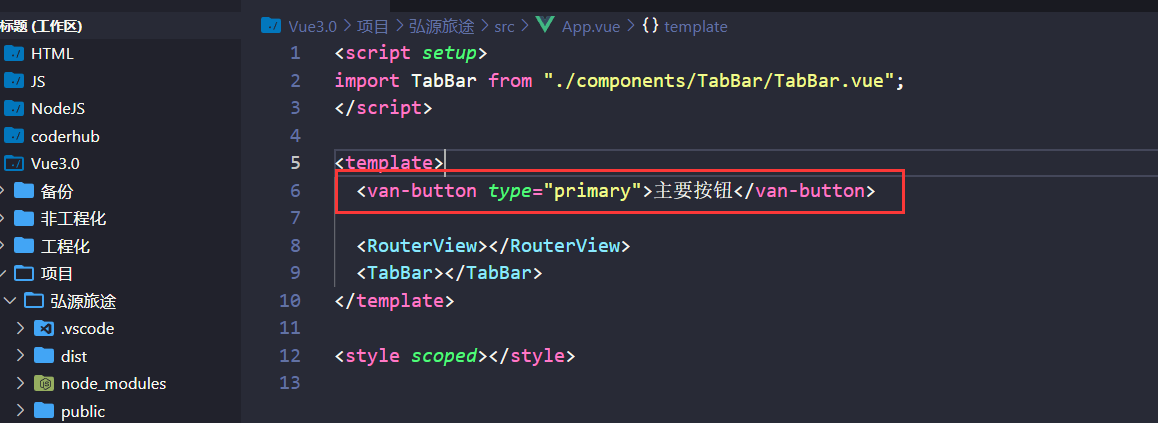 标题 (工作区)
HTML
JS
NodeJS
coderhub
Vue3.0
备份
非工程化
工程化
项目
弘源旅途
.vscode
dist
node_modules
public
Vue3.0 > 项目 > 弘源旅途 > src > App.vue > {} template
1 <script setup>
2 import TabBar from "./components/TabBar/TabBar.vue";
3 </script>
4
5 <template>
6 <van-button type="primary">主要按钮</van-button>
7
8 <RouterView></RouterView>
9 <TabBar></TabBar>
10 </template>
11
12 <style scoped></style>
13